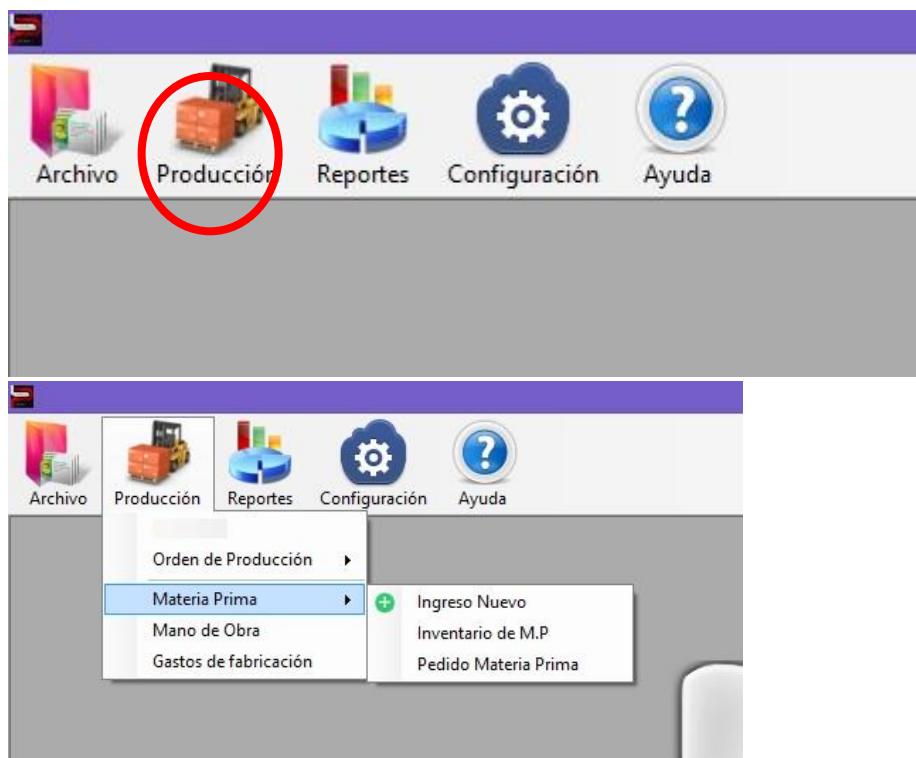 Archivo Producción Reportes Configuración Ayuda
Archivo Producción Reportes Configuración Ayuda
Orden de Producción
Materia Prima Ingreso Nuevo
Mano de Obra Inventario de M.P
Gastos de fabricación Pedido Materia Prima